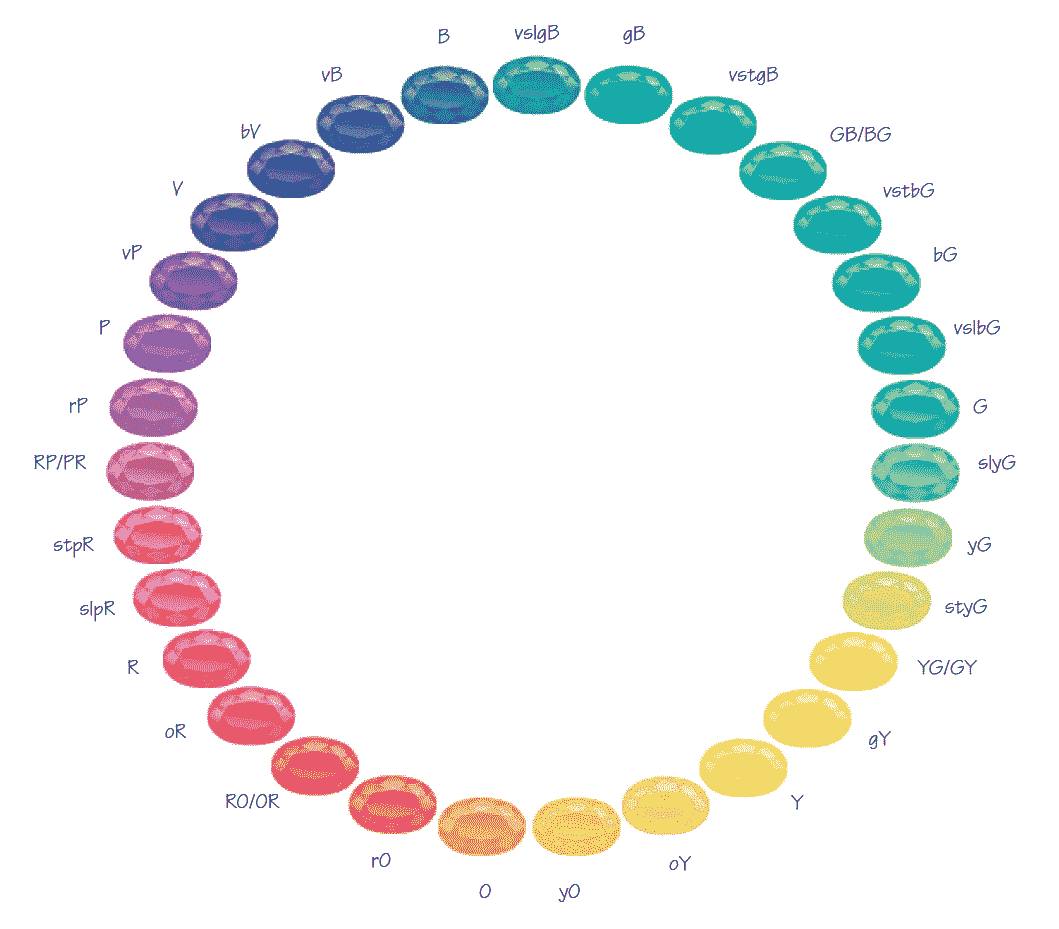 B
vslgB
gB
vstgB
GB/BG
vstbG
bG
vslbG
G
slyG
yG
styG
YG/GY
gY
Y
oY
yO
O
rO
RO/OR
oR
R
slpR
stpR
RP/PR
rP
P
vP
V
bV
vB